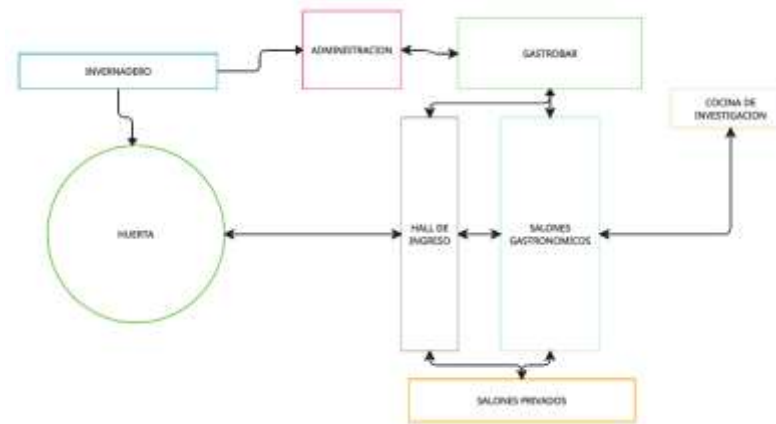 ADMINISTRACION
GASTROBAR
INVERNADERO
COCINA DE
INVESTIGACION
HUERTA
HALL DE
INGRESO
SALONES
GASTRONOMICOS
SALONES PRIVADOS